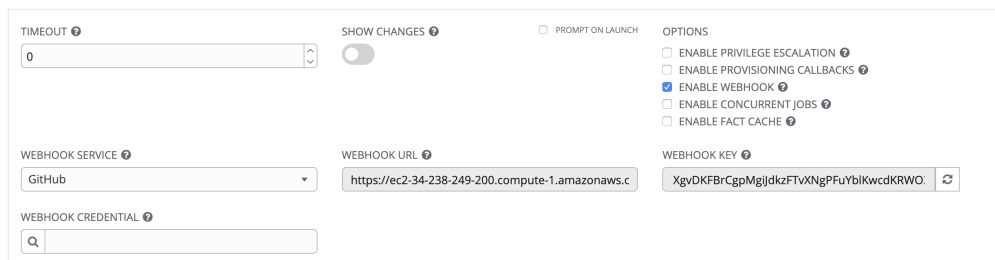 TIMEOUT
SHOW CHANGES
PROMPT ON LAUNCH
OPTIONS
0
ENABLE PRIVILEGE ESCALATION
ENABLE PROVISIONING CALLBACKS
ENABLE WEBHOOK
ENABLE CONCURRENT JOBS
ENABLE FACT CACHE
WEBHOOK SERVICE
WEBHOOK URL
WEBHOOK KEY
GitHub
https://ec2-34-238-249-200.compute-1.amazonaws.c
XgvDKFBrCgpMgiJdkzFTvXNgPFuYblKwcdKRWO
WEBHOOK CREDENTIAL